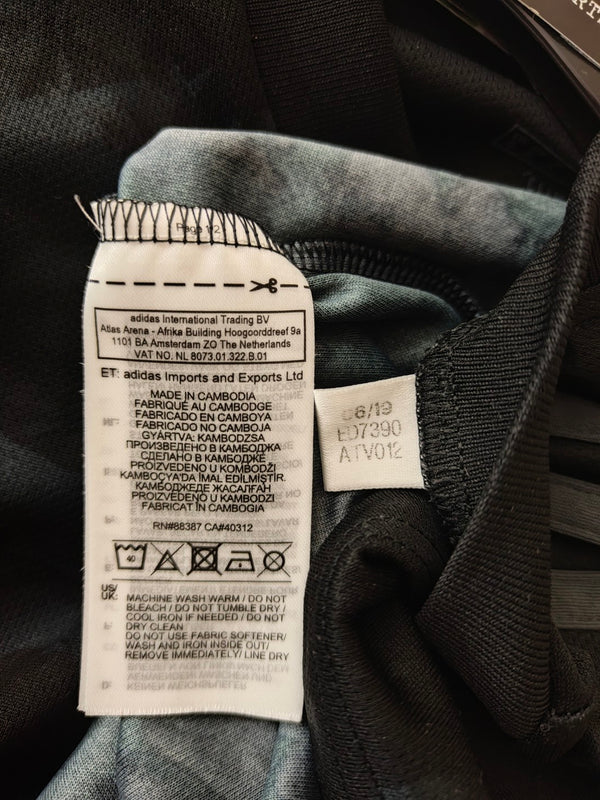 Page 1/2
adidas International Trading BV
Atlas Arena - Afrika Building Hoogoorddreef 9a
1101 BA Amsterdam ZO The Netherlands
VAT NO. NL 8073.01.322.B.01
ET: adidas Imports and Exports Ltd
MADE IN CAMBODIA
FABRIQUÉ AU CAMBODGE
FABRICADO EN CAMBOYA
FABRICADO NO CAMBOJA
GYÁRTVA: KAMBODZSA
ПРОИЗВЕДЕНО В КАМБОДЖА
СДЕЛАНО В КАМБОДЖЕ
PROIZVEDENO U KOMBODŽI
KAMBOÇYA'DA İMAL EDİLMİŞTİR.
КАМБОДЖЕДЕ ЖАСАЛҒАН
PROIZVEDENO U KAMBODZI
FABRICAT ÎN CAMBOGIA
RN#88387 CA#40312
40
US/
UK: MACHINE WASH WARM / DO NOT
BLEACH / DO NOT TUMBLE DRY /
COOL IRON IF NEEDED / DO NOT
DRY CLEAN
DO NOT USE FABRIC SOFTENER/
WASH AND IRON INSIDE OUT/
REMOVE IMMEDIATELY/ LINE DRY
06/19
ED7390
ATV012